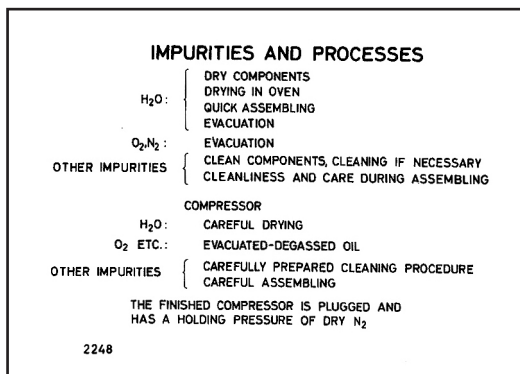 IMPURITIES AND PROCESSES
DRY COMPONENTS
DRYING IN OVEN
H₂O: QUICK ASSEMBLING
EVACUATION
O₂,N₂: EVACUATION
OTHER IMPURITIES CLEAN COMPONENTS, CLEANING IF NECESSARY
CLEANLINESS AND CARE DURING ASSEMBLING
COMPRESSOR
H₂O: CAREFUL DRYING
O₂ ETC.: EVACUATED-DEGASSED OIL
OTHER IMPURITIES CAREFULLY PREPARED CLEANING PROCEDURE
CAREFUL ASSEMBLING
THE FINISHED COMPRESSOR IS PLUGGED AND
HAS A HOLDING PRESSURE OF DRY N₂
2248